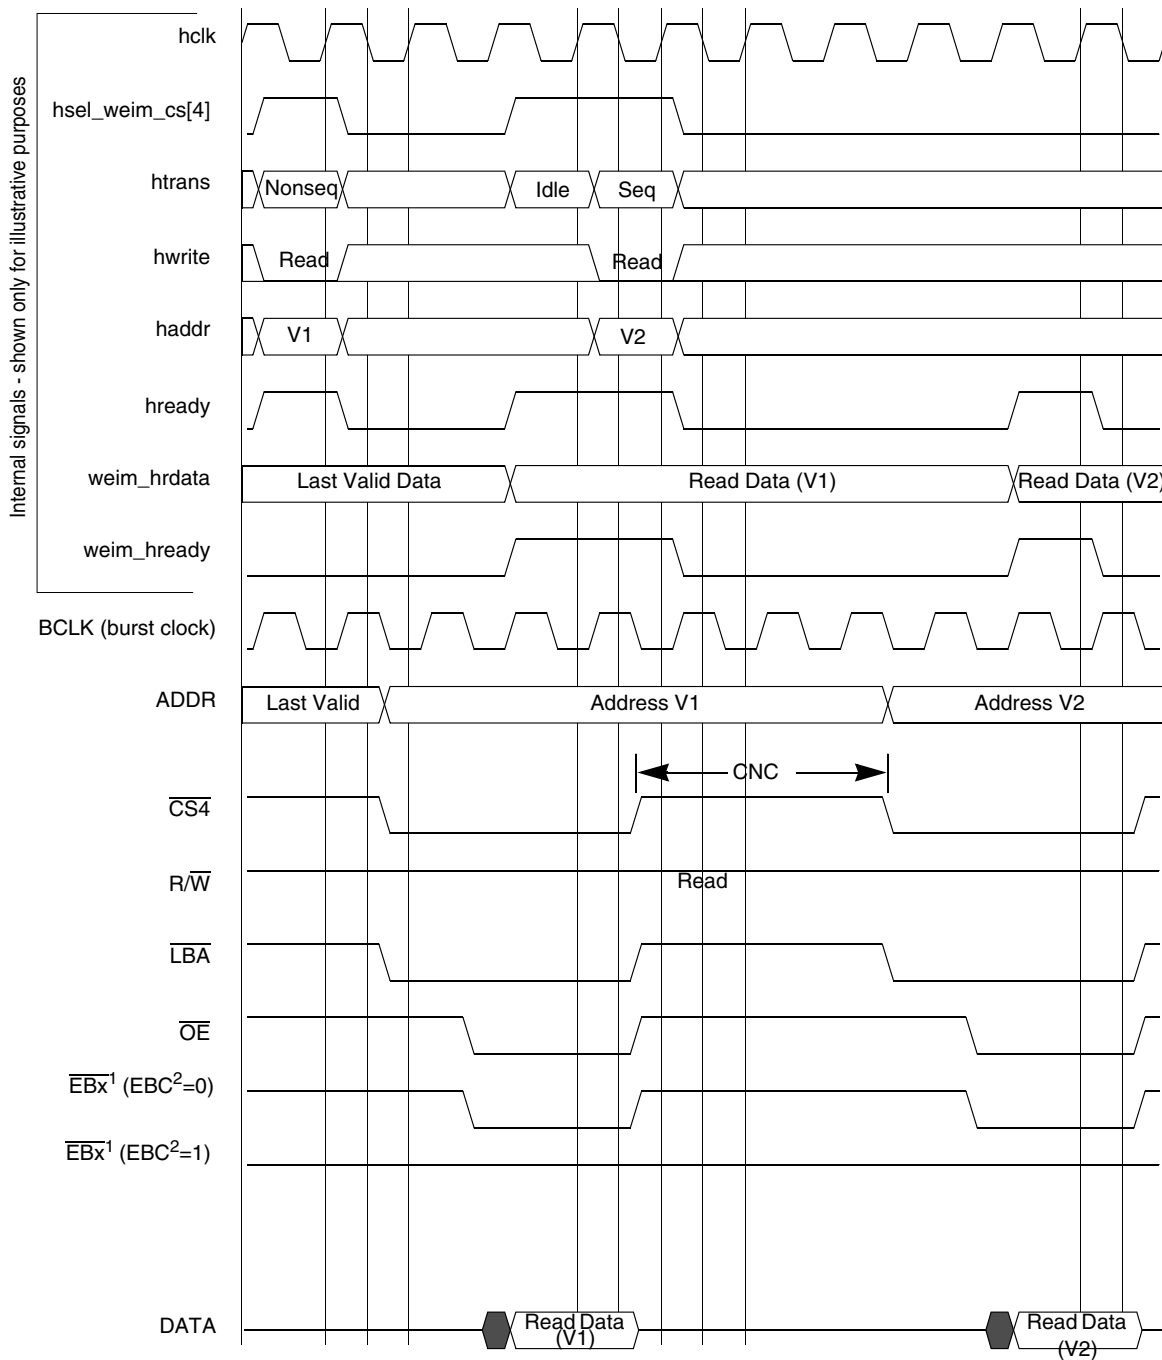 Internal signals - shown only for illustrative purposes
hclk
hsel_weim_cs[4]
htrans
Nonseq
Idle
Seq
hwrite
Read
Read
haddr
V1
V2
hready
weim_hrdata
Last Valid Data
Read Data (V1)
Read Data (V2)
weim_hready
BCLK (burst clock)
ADDR
Last Valid
Address V1
Address V2
CNC
CS4
R/W
Read
LBA
OE
EBx1 (EBC2=0)
EBx1 (EBC2=1)
DATA
Read Data
(V1)
Read Data
(V2)